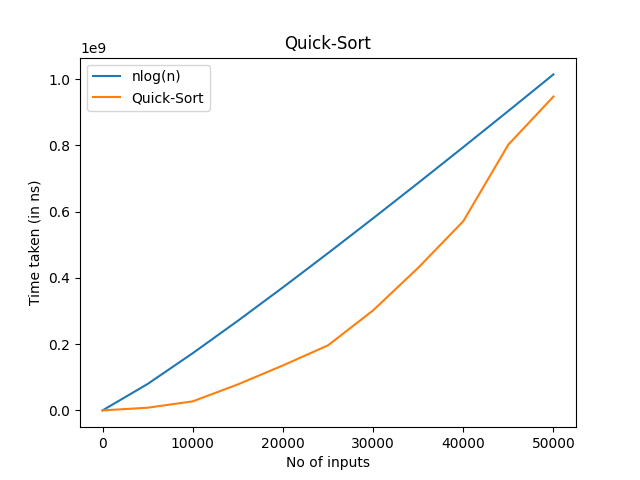 Quick-Sort
1e9
nlog(n)
Quick-Sort
1.0
0.8
0.6
0.4
0.2
0.0
Time taken (in ns)
0 10000 20000 30000 40000 50000
No of inputs